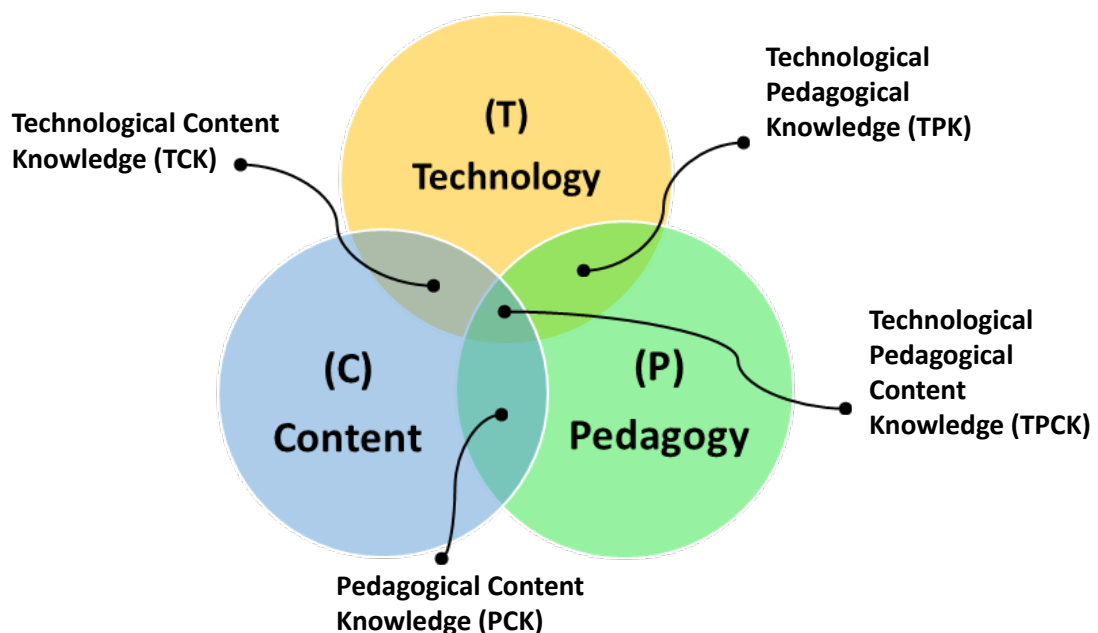 (T)
Technology
Technological Content
Knowledge (TCK)
Technological
Pedagogical
Knowledge (TPK)
(C)
Content
(P)
Pedagogy
Technological
Pedagogical
Content
Knowledge (TPCK)
Pedagogical Content
Knowledge (PCK)